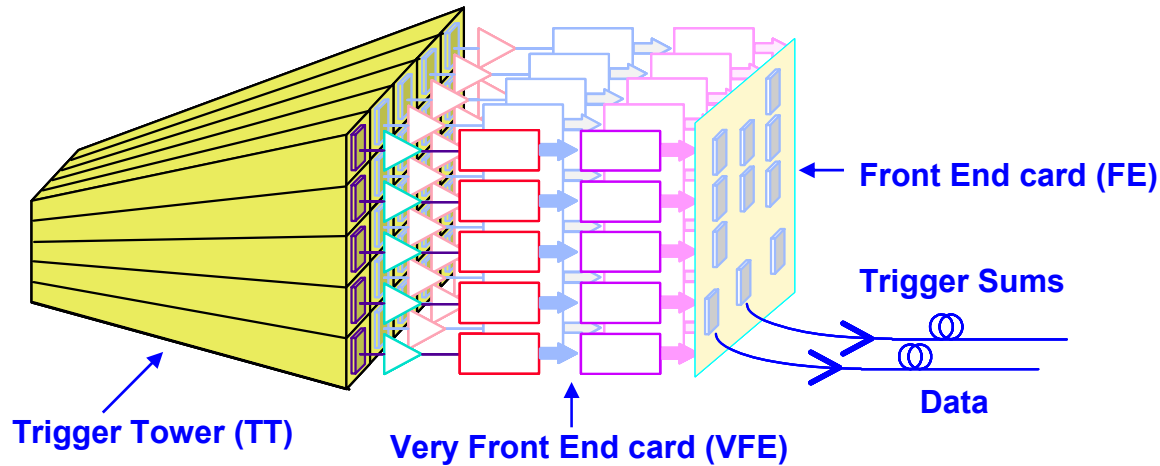 Front End card (FE)
Trigger Sums
Data
Trigger Tower (TT)
Very Front End card (VFE)